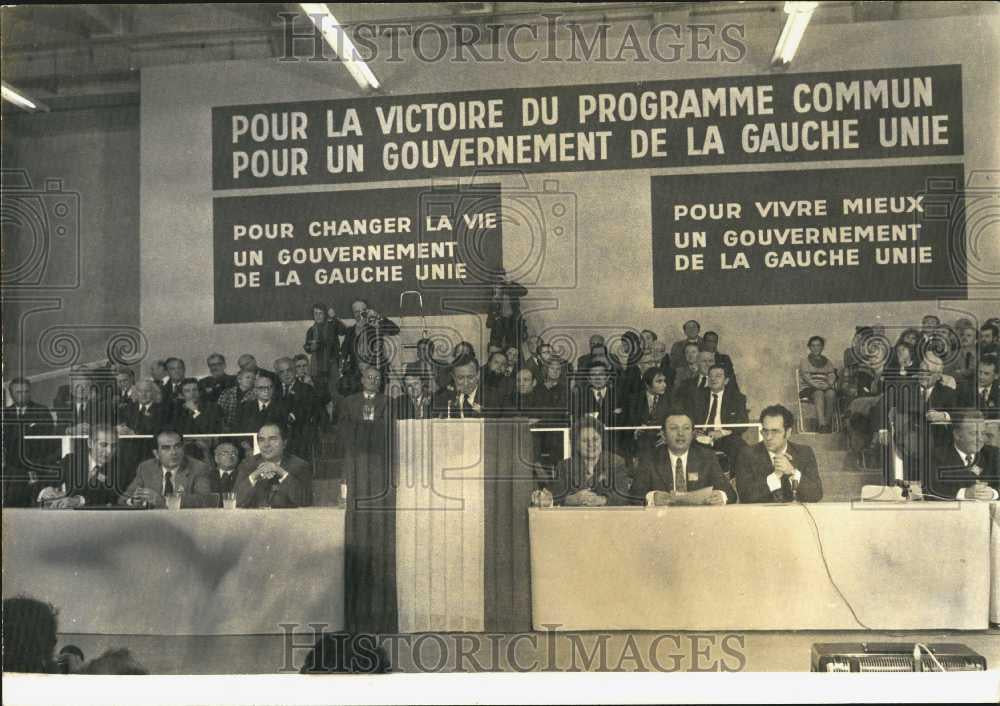 HISTORICIMAGES
POUR LA VICTOIRE DU PROGRAMME COMMUN
POUR UN GOUVERNEMENT DE LA GAUCHE UNIE
POUR CHANGER LA VIE
UN GOUVERNEMENT
DE LA GAUCHE UNIE
POUR VIVRE MIEUX
UN GOUVERNEMENT
DE LA GAUCHE UNIE
HISTORICIMAGES